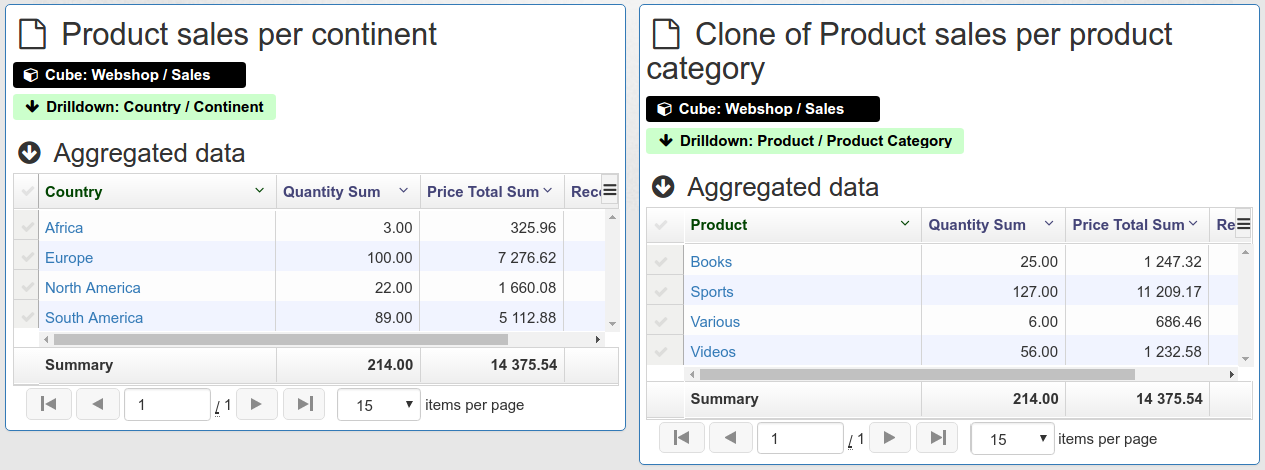 Product sales per continent
Cube: Webshop / Sales
Drilldown: Country / Continent
Aggregated data
Country Quantity Sum Price Total Sum Rec
Africa 3.00 325.96
Europe 100.00 7 276.62
North America 22.00 1 660.08
South America 89.00 5 112.88
Summary 214.00 14 375.54
1 / 1 15 items per page
Clone of Product sales per product
category
Cube: Webshop / Sales
Drilldown: Product / Product Category
Aggregated data
Product Quantity Sum Price Total Sum Re
Books 25.00 1 247.32
Sports 127.00 11 209.17
Various 6.00 686.46
Videos 56.00 1 232.58
Summary 214.00 14 375.54
1 / 1 15 items per page